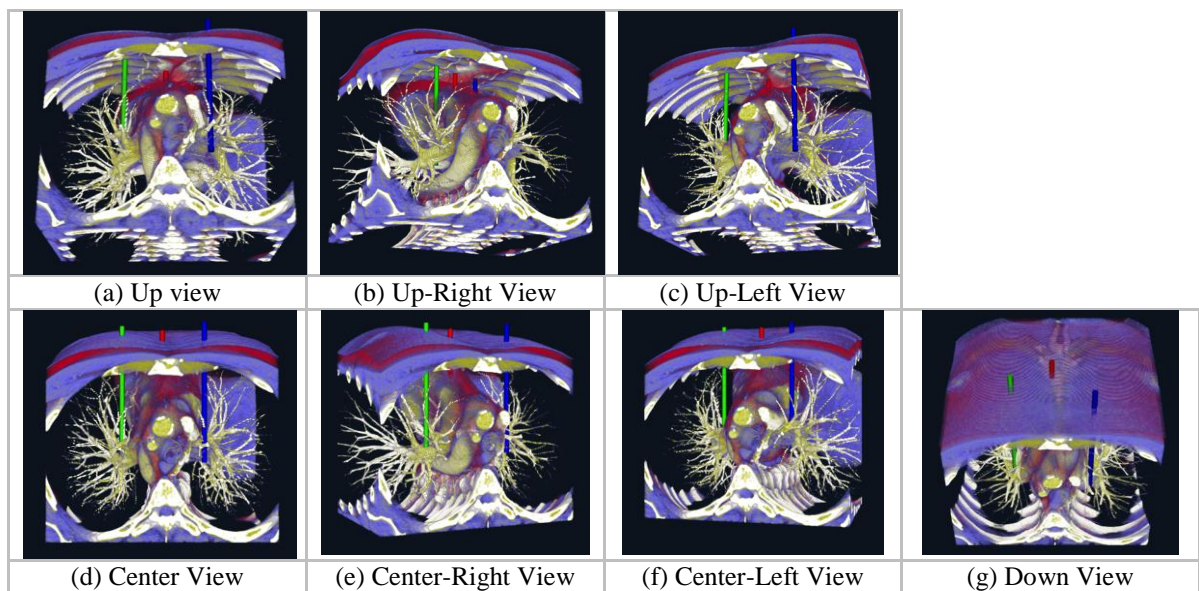 (a) Up view
(b) Up-Right View
(c) Up-Left View
(d) Center View
(e) Center-Right View
(f) Center-Left View
(g) Down View